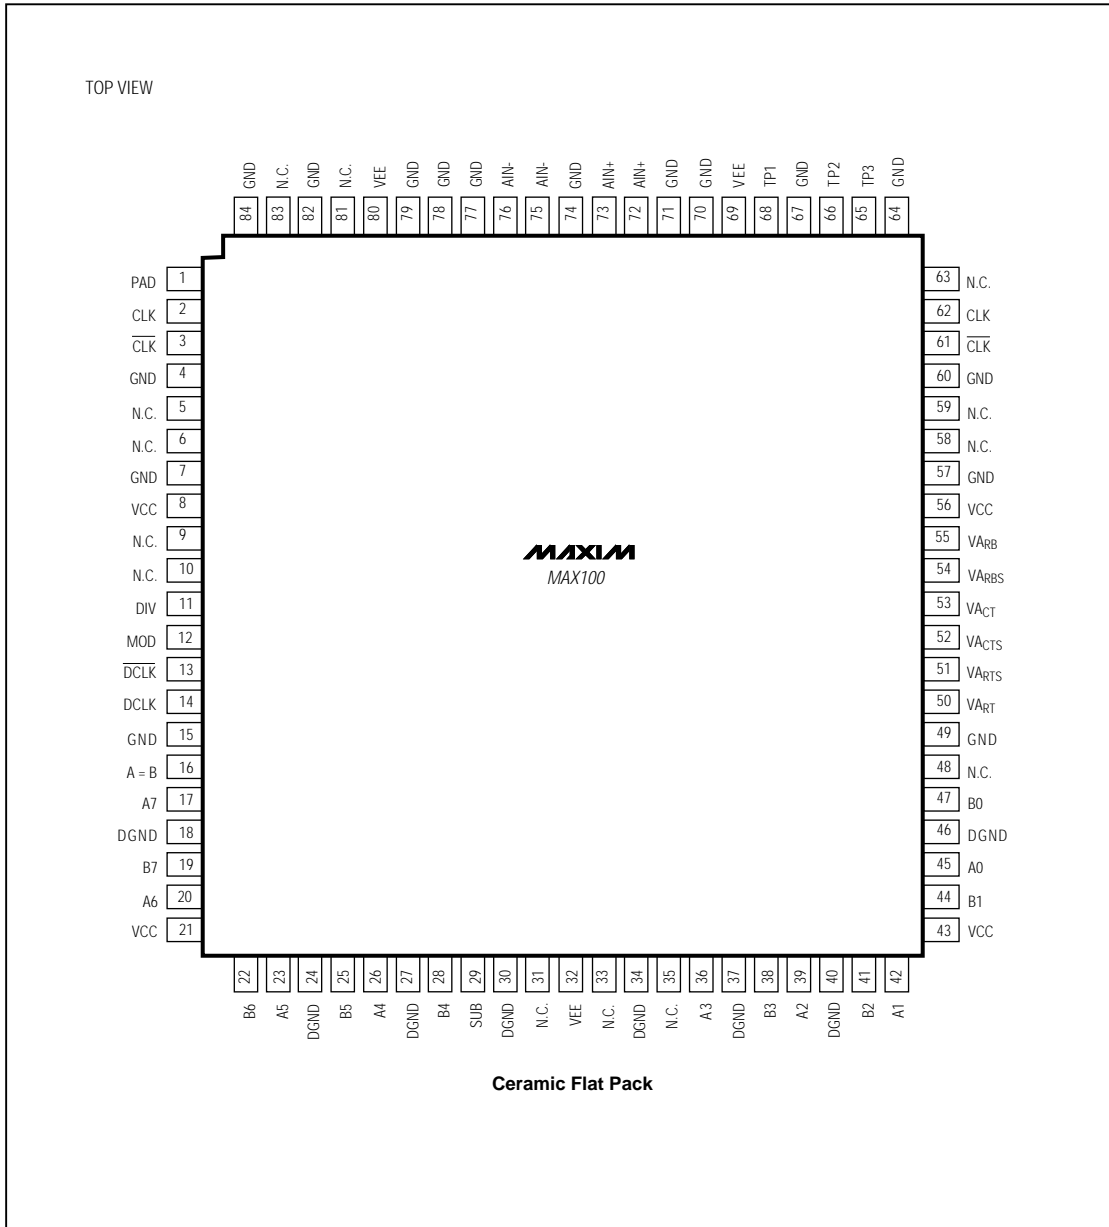 TOP VIEW
GND N.C. GND N.C. VEE GND GND GND AIN- AIN- GND AIN+ AIN+ GND GND VEE TP1 GND TP2 TP3 GND
84 83 82 81 80 79 78 77 76 75 74 73 72 71 70 69 68 67 66 65 64
PAD 1
CLK 2
C̅L̅K̅ 3
GND 4
N.C. 5
N.C. 6
GND 7
VCC 8
N.C. 9
N.C. 10
DIV 11
MOD 12
D̅C̅L̅K̅ 13
DCLK 14
GND 15
A = B 16
A7 17
DGND 18
B7 19
A6 20
VCC 21
MAXIM
MAX100
63 N.C.
62 CLK
61 C̅L̅K̅
60 GND
59 N.C.
58 N.C.
57 GND
56 VCC
55 VARB
54 VARBS
53 VACT
52 VACTS
51 VARTS
50 VART
49 GND
48 N.C.
47 B0
46 DGND
45 A0
44 B1
43 VCC
22 23 24 25 26 27 28 29 30 31 32 33 34 35 36 37 38 39 40 41 42
B6 A5 DGND B5 A4 DGND B4 SUB DGND N.C. VEE N.C. DGND N.C. A3 DGND B3 A2 DGND B2 A1
Ceramic Flat Pack